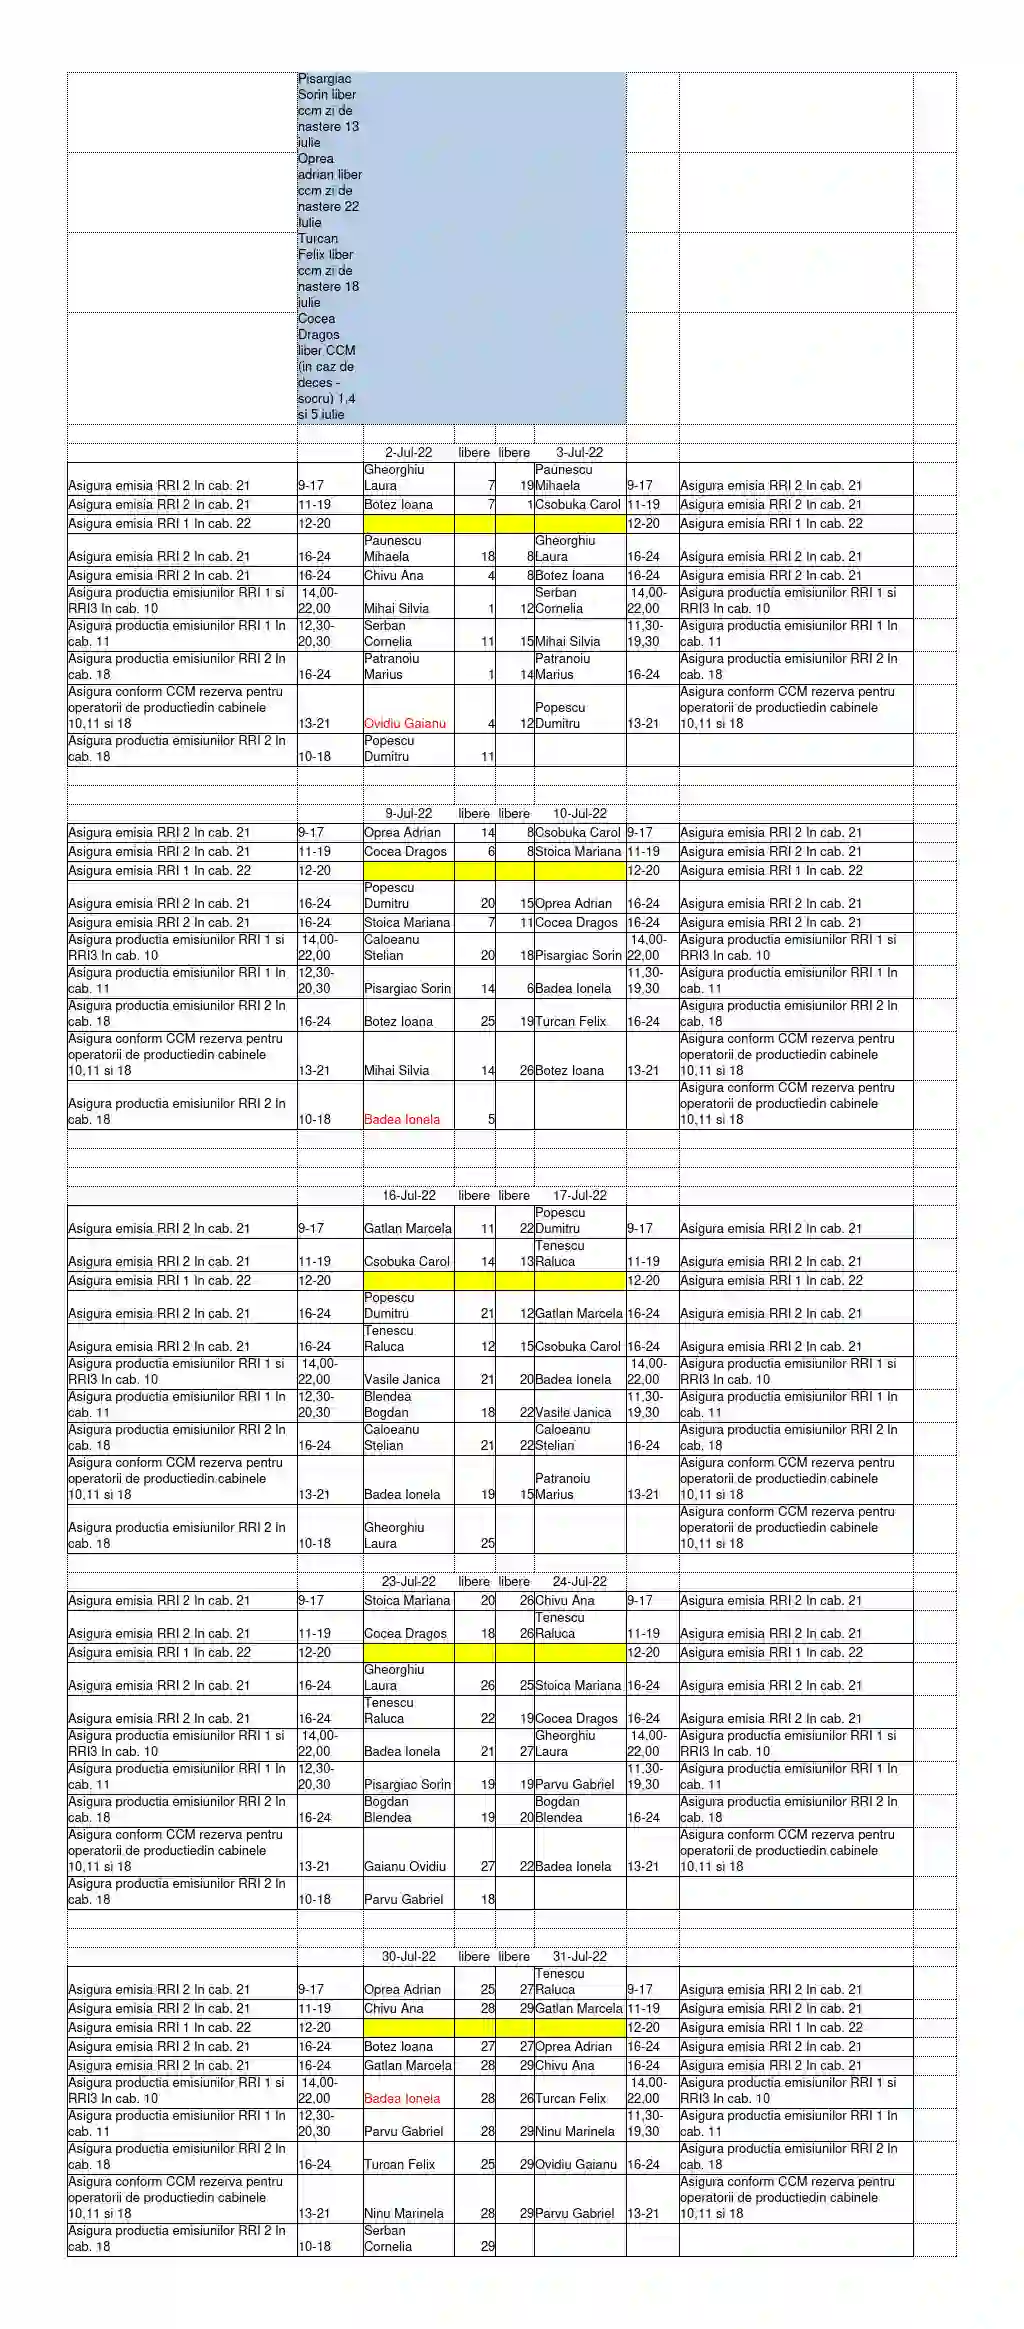 Pisargiac
Sorin liber
ccm zi de
nastere 13
iulie
Oprea
adrian liber
ccm zi de
nastere 22
iulie
Turcan
Felix liber
ccm zi de
nastere 18
iulie
Cocea
Dragos
liber CCM
(in caz de
deces -
socru) 1,4
si 5 iulie
2-Jul-22 libere libere 3-Jul-22
Asigura emisia RRI 2 In cab. 21 9-17 Gheorghiu Laura 7 19 Paunescu Mihaela 9-17 Asigura emisia RRI 2 In cab. 21
Asigura emisia RRI 2 In cab. 21 11-19 Botez Ioana 7 1 Csobuka Carol 11-19 Asigura emisia RRI 2 In cab. 21
Asigura emisia RRI 1 In cab. 22 12-20 12-20 Asigura emisia RRI 1 In cab. 22
Asigura emisia RRI 2 In cab. 21 16-24 Paunescu Mihaela 18 8 Gheorghiu Laura 16-24 Asigura emisia RRI 2 In cab. 21
Asigura emisia RRI 2 In cab. 21 16-24 Chivu Ana 4 8 Botez Ioana 16-24 Asigura emisia RRI 2 In cab. 21
Asigura productia emisiunilor RRI 1 si RRI3 In cab. 10 14,00-22,00 Mihai Silvia 1 12 Serban Cornelia 14,00-22,00 Asigura productia emisiunilor RRI 1 si RRI3 In cab. 10
Asigura productia emisiunilor RRI 1 In cab. 11 12,30-20,30 Serban Cornelia 11 15 Mihai Silvia 11,30-19,30 Asigura productia emisiunilor RRI 1 In cab. 11
Asigura productia emisiunilor RRI 2 In cab. 18 16-24 Patranoiu Marius 1 14 Patranoiu Marius 16-24 Asigura productia emisiunilor RRI 2 In cab. 18
Asigura conform CCM rezerva pentru operatorii de productiedin cabinele 10,11 si 18 13-21 Ovidiu Gaianu 4 12 Popescu Dumitru 13-21 Asigura conform CCM rezerva pentru operatorii de productiedin cabinele 10,11 si 18
Asigura productia emisiunilor RRI 2 In cab. 18 10-18 Popescu Dumitru 11
9-Jul-22 libere libere 10-Jul-22
Asigura emisia RRI 2 In cab. 21 9-17 Oprea Adrian 14 8 Csobuka Carol 9-17 Asigura emisia RRI 2 In cab. 21
Asigura emisia RRI 2 In cab. 21 11-19 Cocea Dragos 6 8 Stoica Mariana 11-19 Asigura emisia RRI 2 In cab. 21
Asigura emisia RRI 1 In cab. 22 12-20 12-20 Asigura emisia RRI 1 In cab. 22
Asigura emisia RRI 2 In cab. 21 16-24 Popescu Dumitru 20 15 Oprea Adrian 16-24 Asigura emisia RRI 2 In cab. 21
Asigura emisia RRI 2 In cab. 21 16-24 Stoica Mariana 7 11 Cocea Dragos 16-24 Asigura emisia RRI 2 In cab. 21
Asigura productia emisiunilor RRI 1 si RRI3 In cab. 10 14,00-22,00 Caloeanu Stelian 20 18 Pisargiac Sorin 14,00-22,00 Asigura productia emisiunilor RRI 1 si RRI3 In cab. 10
Asigura productia emisiunilor RRI 1 In cab. 11 12,30-20,30 Pisargiac Sorin 14 6 Badea Ionela 11,30-19,30 Asigura productia emisiunilor RRI 1 In cab. 11
Asigura productia emisiunilor RRI 2 In cab. 18 16-24 Botez Ioana 25 19 Turcan Felix 16-24 Asigura productia emisiunilor RRI 2 In cab. 18
Asigura conform CCM rezerva pentru operatorii de productiedin cabinele 10,11 si 18 13-21 Mihai Silvia 14 26 Botez Ioana 13-21 Asigura conform CCM rezerva pentru operatorii de productiedin cabinele 10,11 si 18
Asigura productia emisiunilor RRI 2 In cab. 18 10-18 Badea Ionela 5 Asigura conform CCM rezerva pentru operatorii de productiedin cabinele 10,11 si 18
16-Jul-22 libere libere 17-Jul-22
Asigura emisia RRI 2 In cab. 21 9-17 Gatlan Marcela 11 22 Popescu Dumitru 9-17 Asigura emisia RRI 2 In cab. 21
Asigura emisia RRI 2 In cab. 21 11-19 Csobuka Carol 14 13 Tenescu Raluca 11-19 Asigura emisia RRI 2 In cab. 21
Asigura emisia RRI 1 In cab. 22 12-20 12-20 Asigura emisia RRI 1 In cab. 22
Asigura emisia RRI 2 In cab. 21 16-24 Popescu Dumitru 21 12 Gatlan Marcela 16-24 Asigura emisia RRI 2 In cab. 21
Asigura emisia RRI 2 In cab. 21 16-24 Tenescu Raluca 12 15 Csobuka Carol 16-24 Asigura emisia RRI 2 In cab. 21
Asigura productia emisiunilor RRI 1 si RRI3 In cab. 10 14,00-22,00 Vasile Janica 21 20 Badea Ionela 14,00-22,00 Asigura productia emisiunilor RRI 1 si RRI3 In cab. 10
Asigura productia emisiunilor RRI 1 In cab. 11 12,30-20,30 Blendea Bogdan 18 22 Vasile Janica 11,30-19,30 Asigura productia emisiunilor RRI 1 In cab. 11
Asigura productia emisiunilor RRI 2 In cab. 18 16-24 Caloeanu Stelian 21 22 Caloeanu Stelian 16-24 Asigura productia emisiunilor RRI 2 In cab. 18
Asigura conform CCM rezerva pentru operatorii de productiedin cabinele 10,11 si 18 13-21 Badea Ionela 19 15 Patranoiu Marius 13-21 Asigura conform CCM rezerva pentru operatorii de productiedin cabinele 10,11 si 18
Asigura productia emisiunilor RRI 2 In cab. 18 10-18 Gheorghiu Laura 25 Asigura conform CCM rezerva pentru operatorii de productiedin cabinele 10,11 si 18
23-Jul-22 libere libere 24-Jul-22
Asigura emisia RRI 2 In cab. 21 9-17 Stoica Mariana 20 26 Chivu Ana 9-17 Asigura emisia RRI 2 In cab. 21
Asigura emisia RRI 2 In cab. 21 11-19 Cocea Dragos 18 26 Tenescu Raluca 11-19 Asigura emisia RRI 2 In cab. 21
Asigura emisia RRI 1 In cab. 22 12-20 12-20 Asigura emisia RRI 1 In cab. 22
Asigura emisia RRI 2 In cab. 21 16-24 Gheorghiu Laura 26 25 Stoica Mariana 16-24 Asigura emisia RRI 2 In cab. 21
Asigura emisia RRI 2 In cab. 21 16-24 Tenescu Raluca 22 19 Cocea Dragos 16-24 Asigura emisia RRI 2 In cab. 21
Asigura productia emisiunilor RRI 1 si RRI3 In cab. 10 14,00-22,00 Badea Ionela 21 27 Gheorghiu Laura 14,00-22,00 Asigura productia emisiunilor RRI 1 si RRI3 In cab. 10
Asigura productia emisiunilor RRI 1 In cab. 11 12,30-20,30 Pisargiac Sorin 19 19 Parvu Gabriel 11,30-19,30 Asigura productia emisiunilor RRI 1 In cab. 11
Asigura productia emisiunilor RRI 2 In cab. 18 16-24 Bogdan Blendea 19 20 Bogdan Blendea 16-24 Asigura productia emisiunilor RRI 2 In cab. 18
Asigura conform CCM rezerva pentru operatorii de productiedin cabinele 10,11 si 18 13-21 Gaianu Ovidiu 27 22 Badea Ionela 13-21 Asigura conform CCM rezerva pentru operatorii de productiedin cabinele 10,11 si 18
Asigura productia emisiunilor RRI 2 In cab. 18 10-18 Parvu Gabriel 18
30-Jul-22 libere libere 31-Jul-22
Asigura emisia RRI 2 In cab. 21 9-17 Oprea Adrian 25 27 Tenescu Raluca 9-17 Asigura emisia RRI 2 In cab. 21
Asigura emisia RRI 2 In cab. 21 11-19 Chivu Ana 28 29 Gatlan Marcela 11-19 Asigura emisia RRI 2 In cab. 21
Asigura emisia RRI 1 In cab. 22 12-20 12-20 Asigura emisia RRI 1 In cab. 22
Asigura emisia RRI 2 In cab. 21 16-24 Botez Ioana 27 27 Oprea Adrian 16-24 Asigura emisia RRI 2 In cab. 21
Asigura emisia RRI 2 In cab. 21 16-24 Gatlan Marcela 28 29 Chivu Ana 16-24 Asigura emisia RRI 2 In cab. 21
Asigura productia emisiunilor RRI 1 si RRI3 In cab. 10 14,00-22,00 Badea Ionela 28 26 Turcan Felix 14,00-22,00 Asigura productia emisiunilor RRI 1 si RRI3 In cab. 10
Asigura productia emisiunilor RRI 1 In cab. 11 12,30-20,30 Parvu Gabriel 28 29 Ninu Marinela 11,30-19,30 Asigura productia emisiunilor RRI 1 In cab. 11
Asigura productia emisiunilor RRI 2 In cab. 18 16-24 Turcan Felix 25 29 Ovidiu Gaianu 16-24 Asigura productia emisiunilor RRI 2 In cab. 18
Asigura conform CCM rezerva pentru operatorii de productiedin cabinele 10,11 si 18 13-21 Ninu Marinela 28 29 Parvu Gabriel 13-21 Asigura conform CCM rezerva pentru operatorii de productiedin cabinele 10,11 si 18
Asigura productia emisiunilor RRI 2 In cab. 18 10-18 Serban Cornelia 29